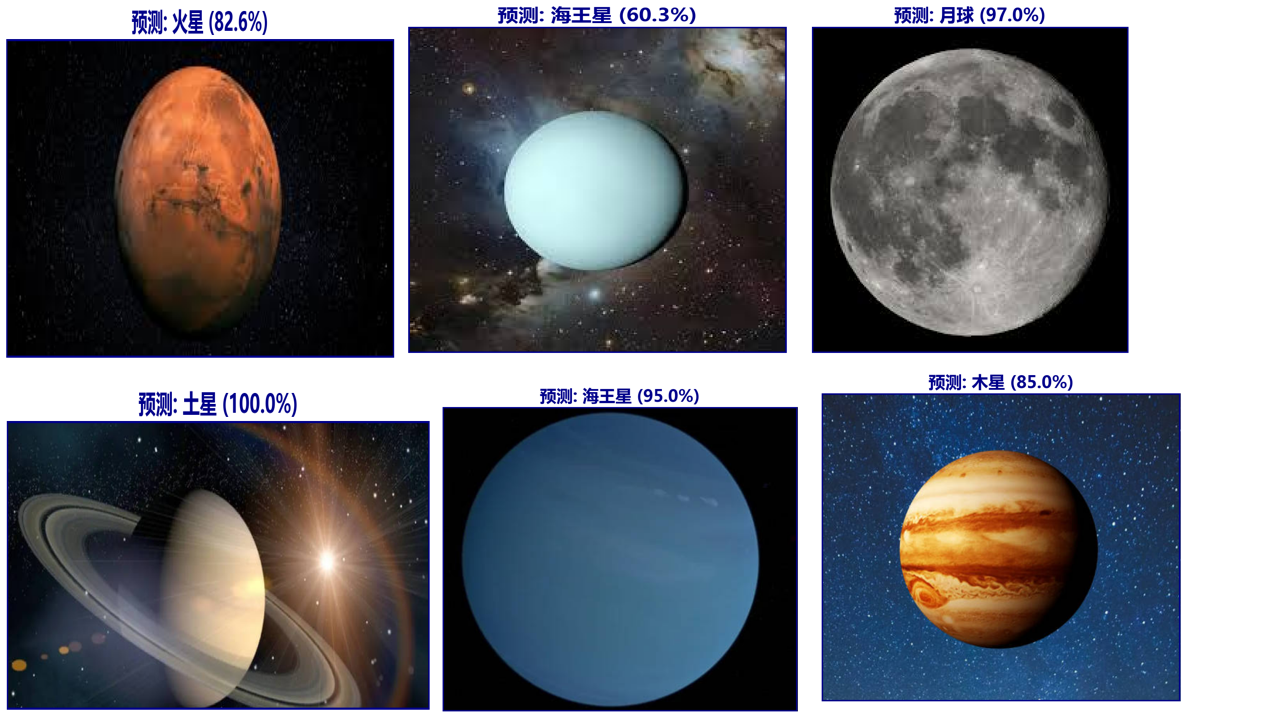 预测: 火星 (82.6%)
预测: 海王星 (60.3%)
预测: 月球 (97.0%)
预测: 土星 (100.0%)
预测: 海王星 (95.0%)
预测: 木星 (85.0%)